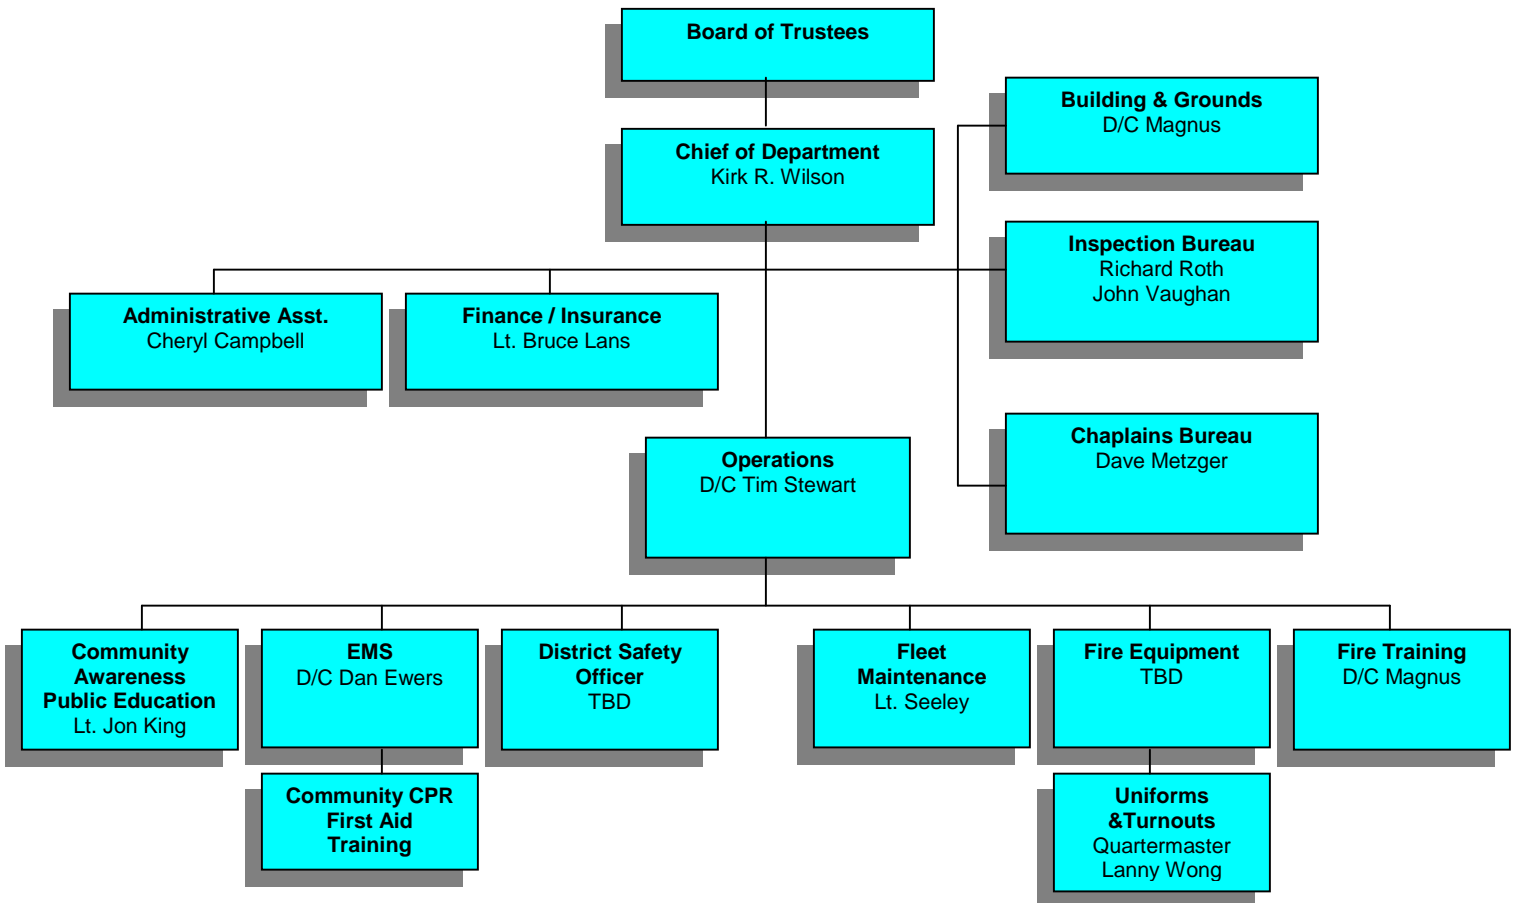 Board of Trustees
Chief of Department
Kirk R. Wilson
Building & Grounds
D/C Magnus
Inspection Bureau
Richard Roth
John Vaughan
Administrative Asst.
Cheryl Campbell
Finance / Insurance
Lt. Bruce Lans
Chaplains Bureau
Dave Metzger
Operations
D/C Tim Stewart
Community
Awareness
Public Education
Lt. Jon King
EMS
D/C Dan Ewers
District Safety
Officer
TBD
Fleet
Maintenance
Lt. Seeley
Fire Equipment
TBD
Fire Training
D/C Magnus
Community CPR
First Aid
Training
Uniforms
&Turnouts
Quartermaster
Lanny Wong